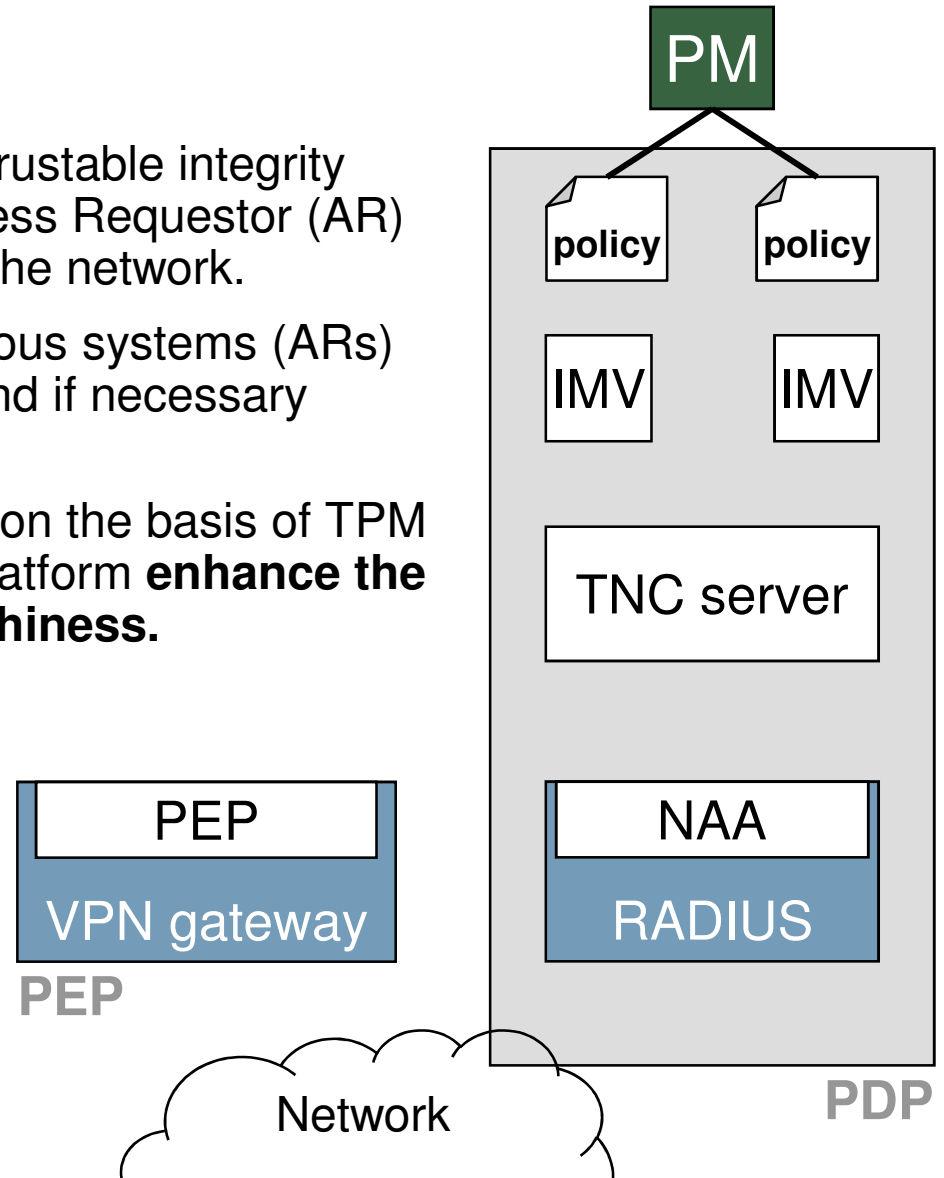 PM
rustable integrity
ess Requestor (AR)
he network.
ous systems (ARs)
nd if necessary
on the basis of TPM
atform enhance the
hiness.
policy policy
IMV IMV
TNC server
PEP
VPN gateway
PEP
NAA
RADIUS
PDP
Network